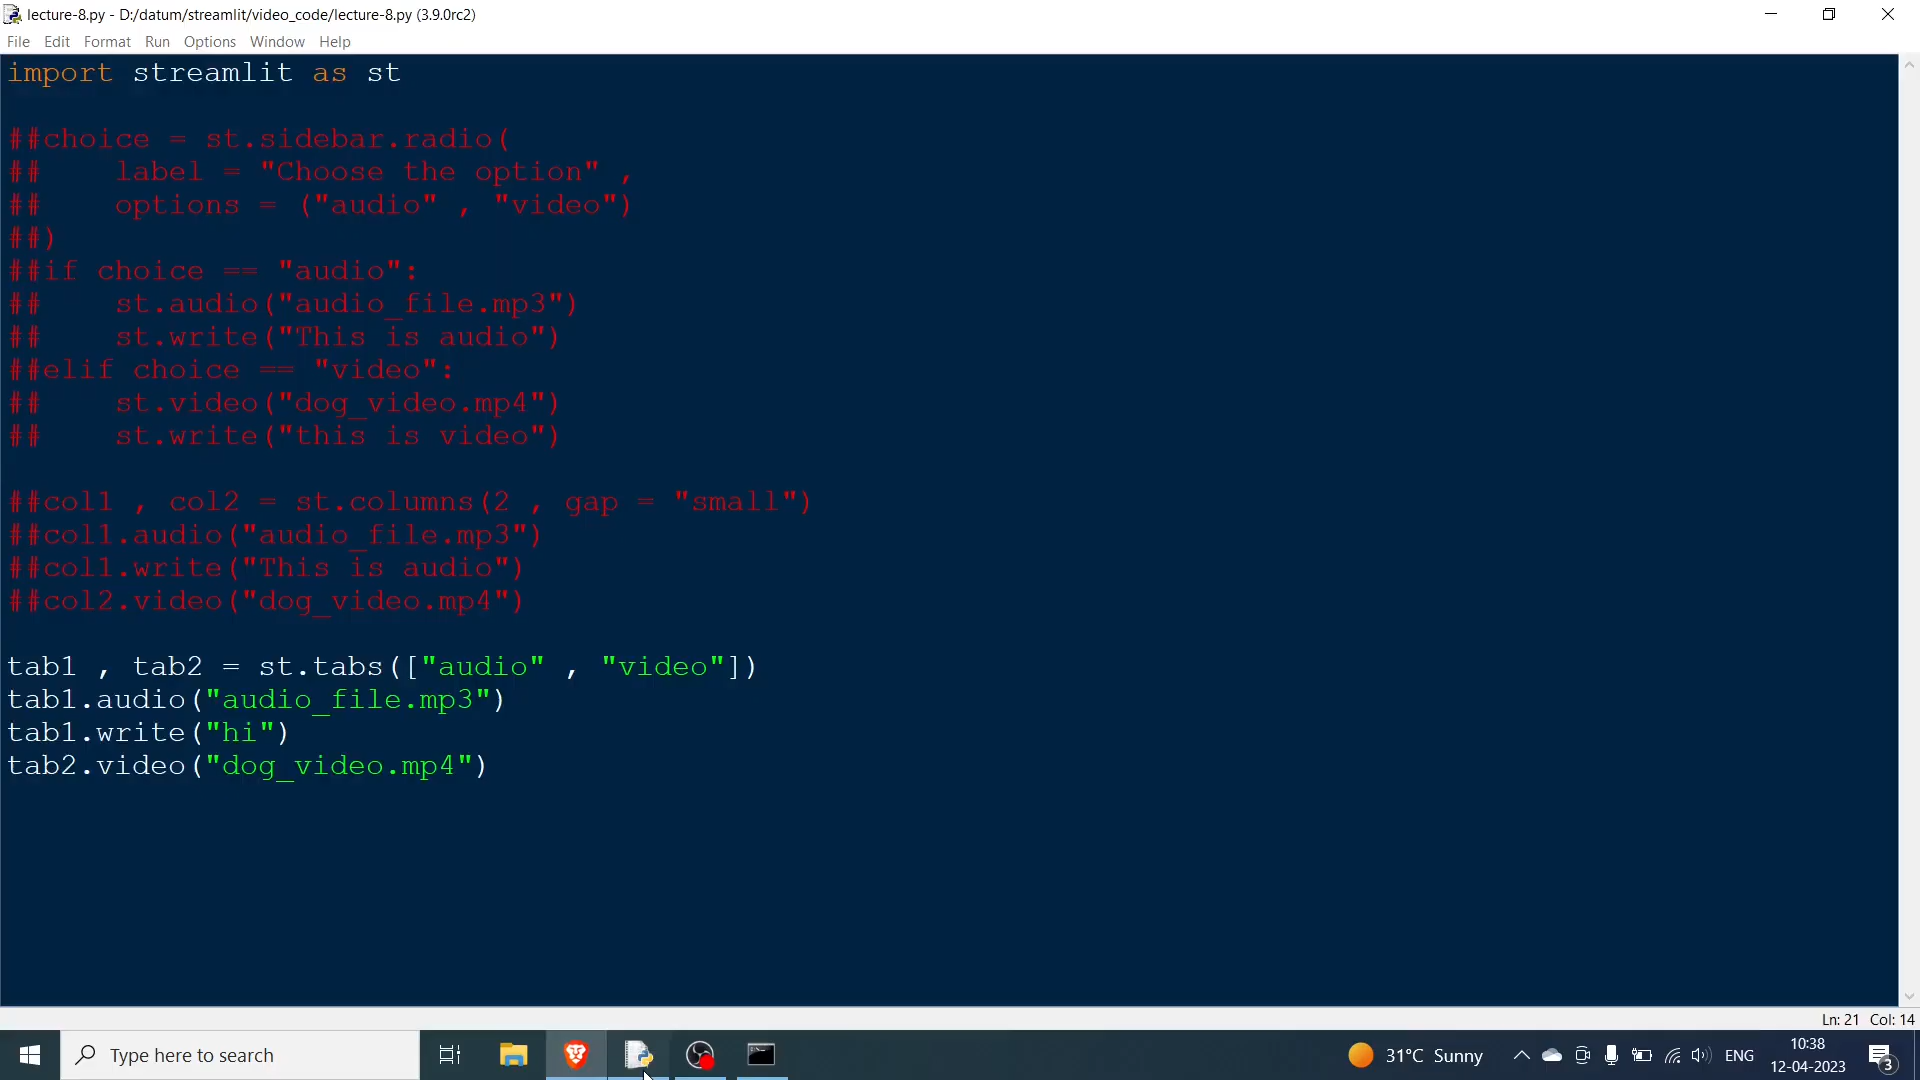 lecture-8.py - D:/datum/streamlit/video_code/lecture-8.py (3.9.0rc2)
File Edit Format Run Options Window Help
import streamlit as st
##choice = st.sidebar.radio(
##    label = "Choose the option" ,
##    options = ("audio" , "video")
##)
##if choice == "audio":
##    st.audio("audio_file.mp3")
##    st.write("This is audio")
##elif choice == "video":
##    st.video("dog_video.mp4")
##    st.write("this is video")
##col1 , col2 = st.columns(2 , gap = "small")
##col1.audio("audio_file.mp3")
##col1.write("This is audio")
##col2.video("dog_video.mp4")
tab1 , tab2 = st.tabs(["audio" , "video"])
tab1.audio("audio_file.mp3")
tab1.write("hi")
tab2.video("dog_video.mp4")
Ln: 21 Col: 14
Type here to search
31°C Sunny
ENG
10:38
12-04-2023
3